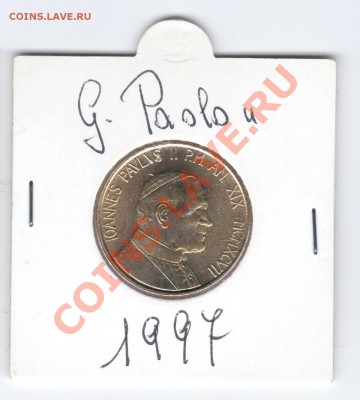 COINS.LAVE.RU
G. Paolo II
IOANNES PAVLVS II P.M. AN. XIX MCMXCVII
COINS.LAVE.RU
1997